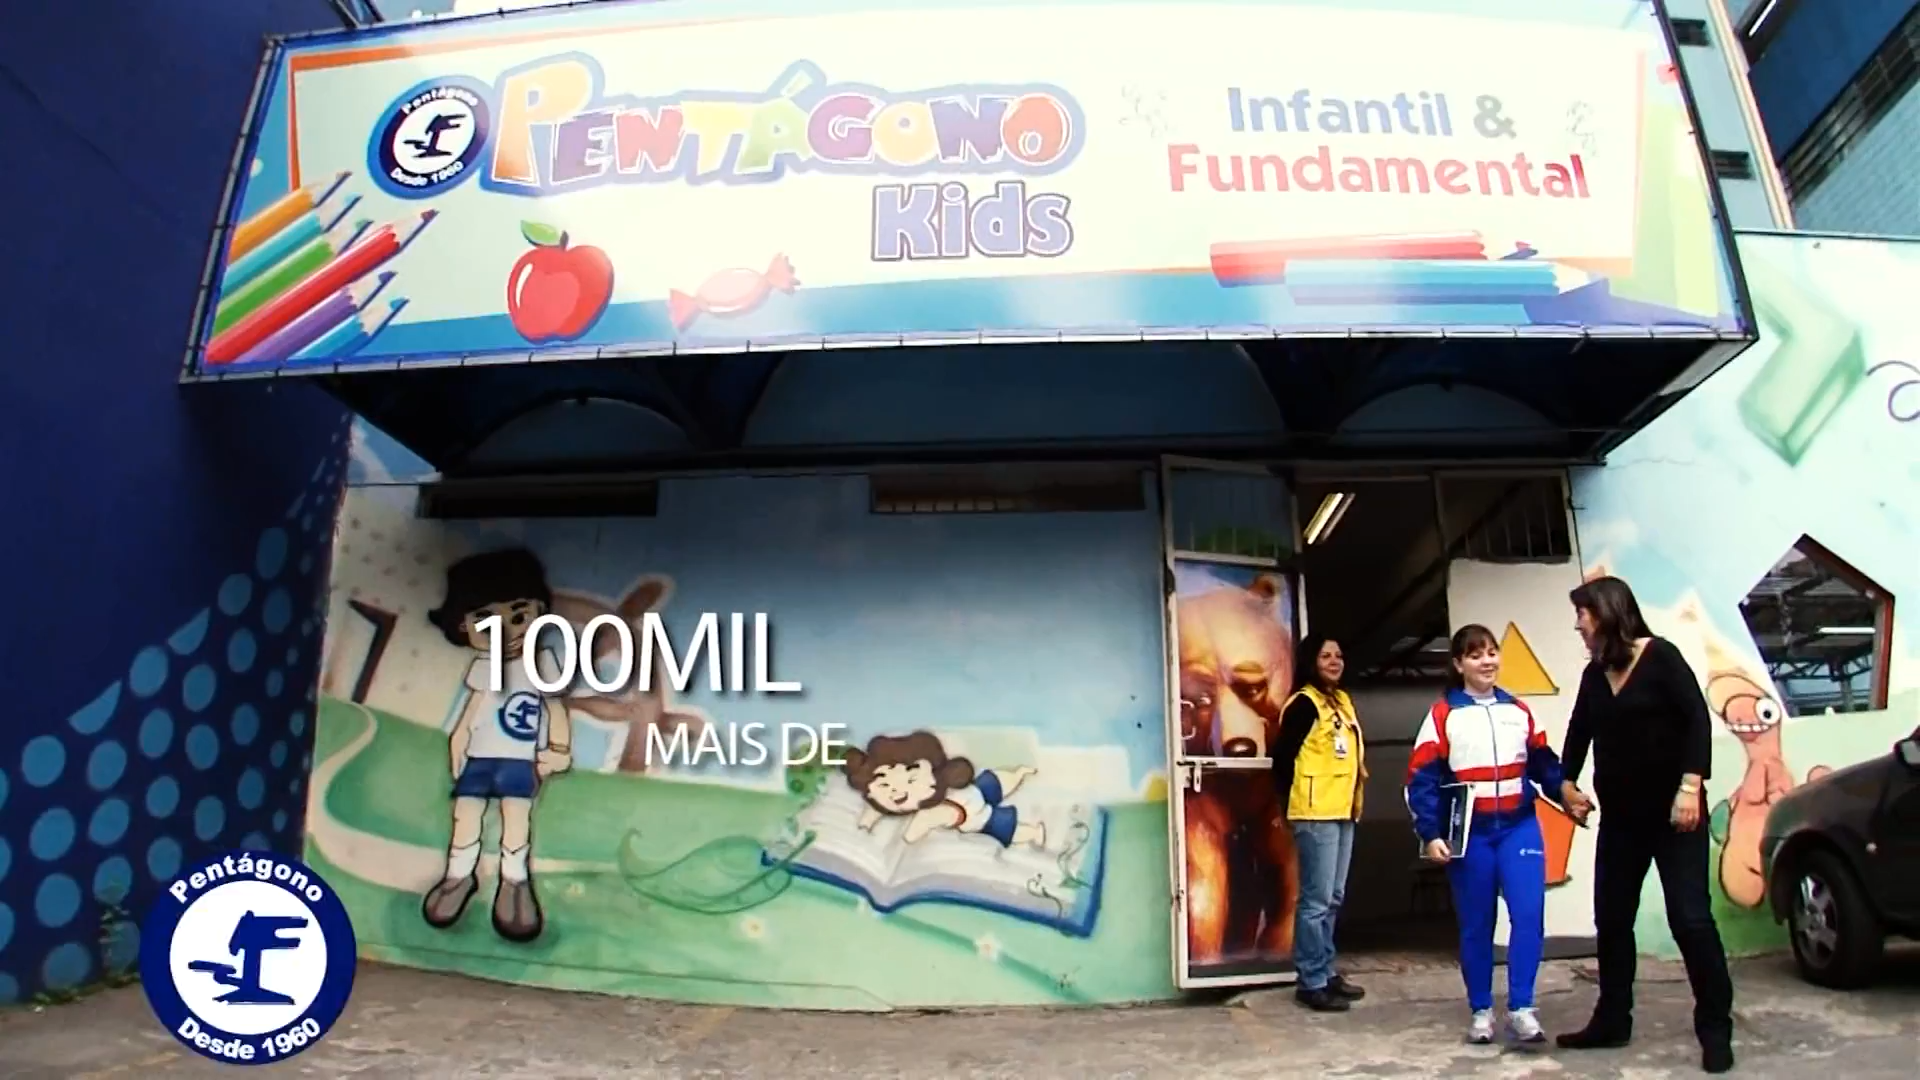 Pentágono
Desde 1960
PENTÁGONO
Kids
Infantil &
Fundamental
100MIL
MAIS DE
Pentágono
Desde 1960